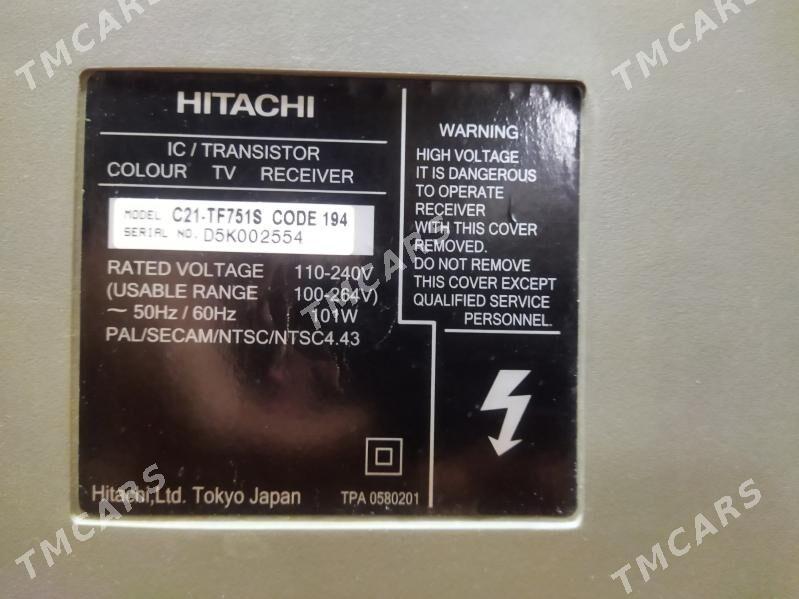 HITACHI
IC / TRANSISTOR
COLOUR TV RECEIVER
MODEL C21-TF751S CODE 194
SERIAL NO. D5K002554
RATED VOLTAGE 110-240V
(USABLE RANGE 100-264V)
~ 50Hz / 60Hz 101W
PAL/SECAM/NTSC/NTSC4.43
Hitachi,Ltd. Tokyo Japan TPA 0580201
WARNING
HIGH VOLTAGE
IT IS DANGEROUS
TO OPERATE
RECEIVER
WITH THIS COVER
REMOVED.
DO NOT REMOVE
THIS COVER EXCEPT
QUALIFIED SERVICE
PERSONNEL.
TMCARS
TMCARS
TMCARS
TMCARS
TMCARS